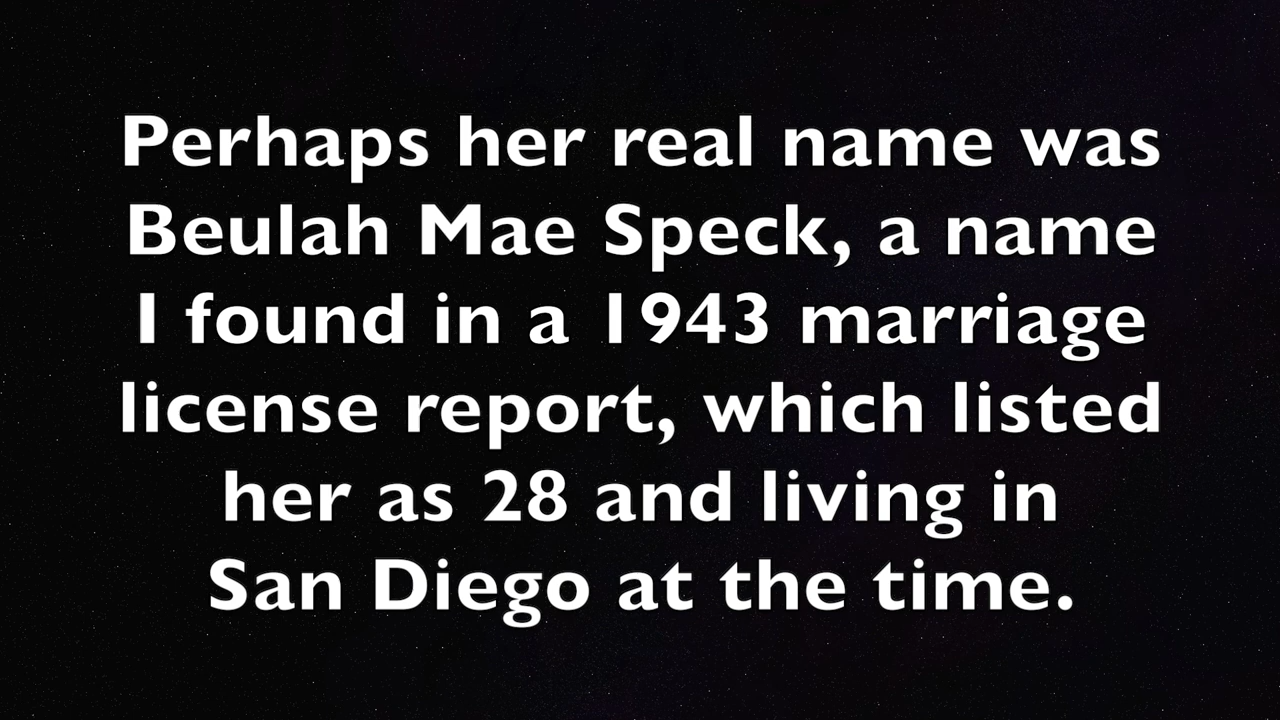 Perhaps her real name was
Beulah Mae Speck, a name
I found in a 1943 marriage
license report, which listed
her as 28 and living in
San Diego at the time.